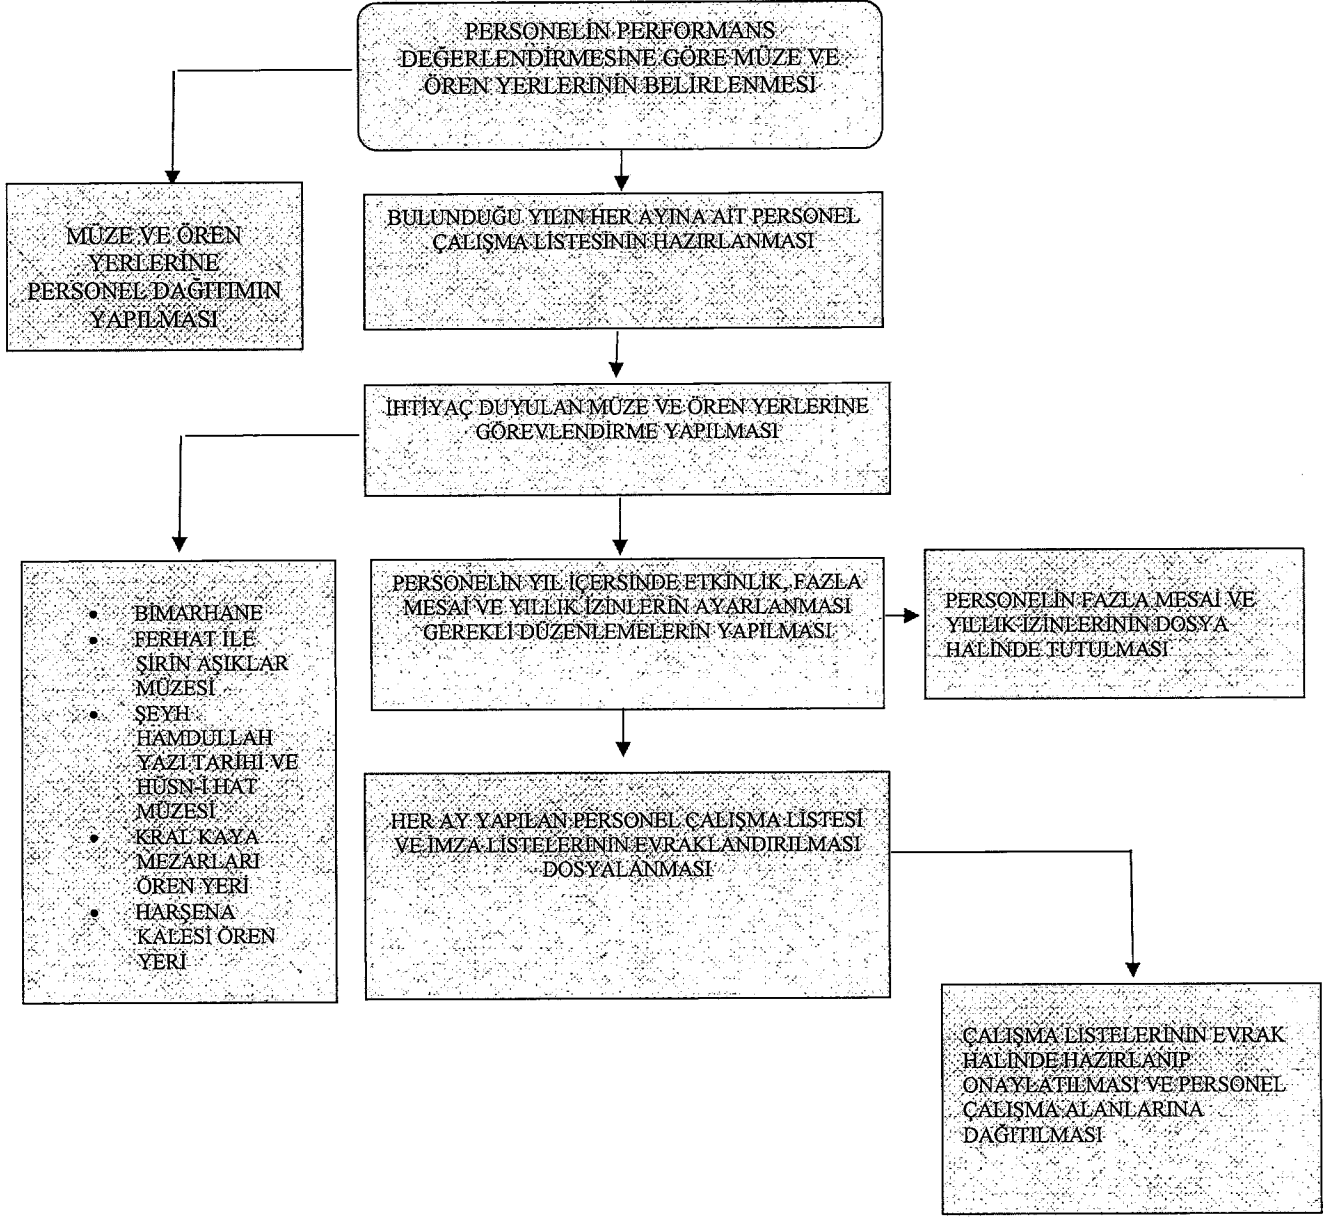 PERSONELİN PERFORMANS
DEĞERLENDİRMESİNE GÖRE MÜZE VE
ÖREN YERLERİNİN BELİRLENMESİ
MÜZE VE ÖREN
YERLERİNE
PERSONEL DAĞITIMIN
YAPILMASI
BULUNDUĞU YILIN HER AYINA AİT PERSONEL
ÇALIŞMA LİSTESİNİN HAZIRLANMASI
İHTİYAÇ DUYULAN MÜZE VE ÖREN YERLERİNE
GÖREVLENDİRME YAPILMASI
• BİMARHANE
• FERHAT İLE
ŞİRİN AŞIKLAR
MÜZESİ
• ŞEYH
HAMDULLAH
YAZI TARİHİ VE
HÜSN-İ HAT
MÜZESİ
• KRAL KAYA
MEZARLARI
ÖREN YERİ
• HARŞENA
KALESİ ÖREN
YERİ
PERSONELİN YIL İÇERSİNDE ETKİNLİK, FAZLA
MESAİ VE YILLIK İZİNLERİN AYARLANMASI
GEREKLİ DÜZENLEMELERİN YAPILMASI
PERSONELİN FAZLA MESAİ VE
YILLIK İZİNLERİNİN DOSYA
HALİNDE TUTULMASI
HER AY YAPILAN PERSONEL ÇALIŞMA LİSTESİ
VE İMZA LİSTELERİNİN EVRAKLANDIRILMASI
DOSYALANMASI
ÇALIŞMA LİSTELERİNİN EVRAK
HALİNDE HAZIRLANIP
ONAYLATILMASI VE PERSONEL
ÇALIŞMA ALANLARINA
DAĞITILMASI